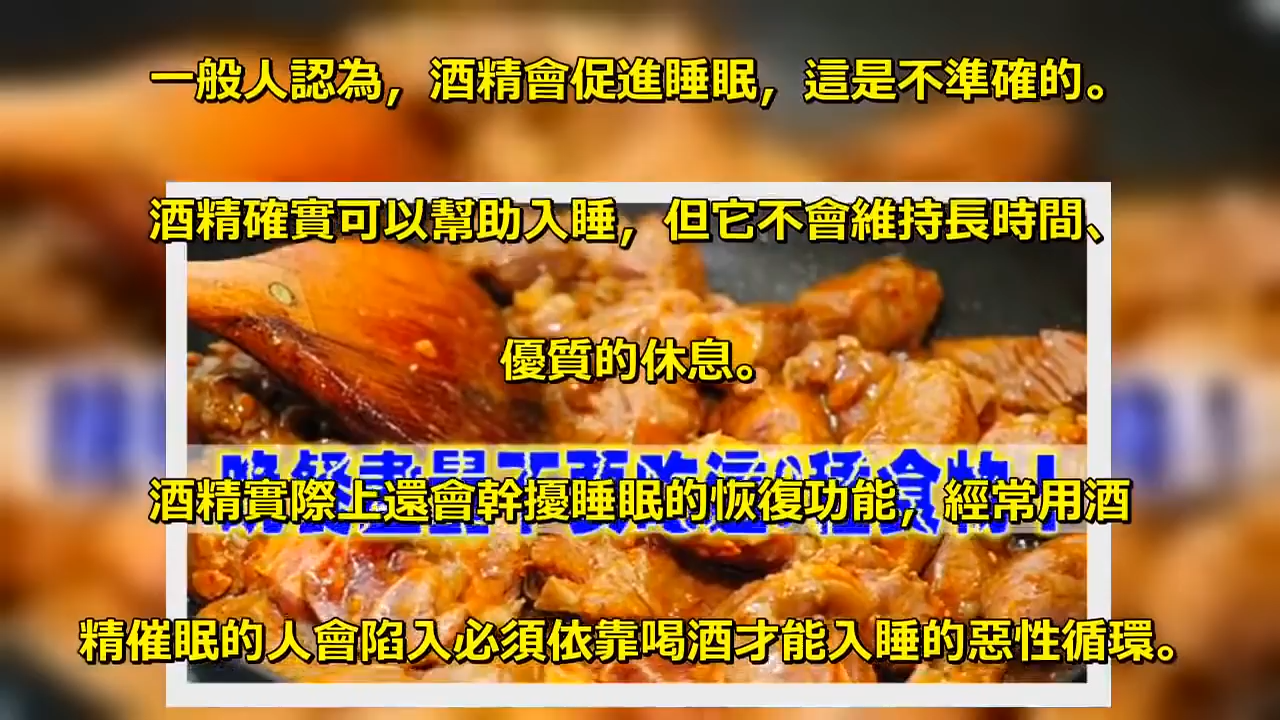 一般人認為，酒精會促進睡眠，這是不準確的。
酒精確實可以幫助入睡，但它不會維持長時間、
優質的休息。
酒精實際上還會幹擾睡眠的恢復功能，經常用酒
精催眠的人會陷入必須依靠喝酒才能入睡的惡性循環。